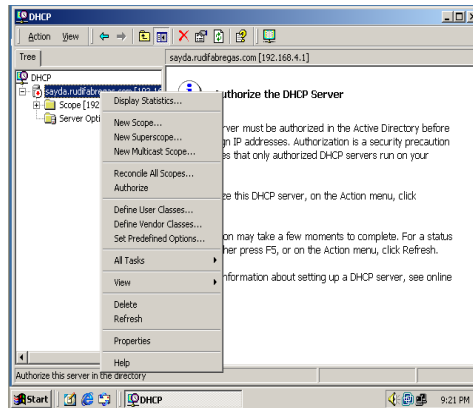 DHCP
Action View
Tree
sayda.rudifabregas.com [192.168.4.1]
DHCP
sayda.rudifabregas.com [192.16
Scope [192
Server Opti
Display Statistics...
New Scope...
New Superscope...
New Multicast Scope...
Reconcile All Scopes...
Authorize
Define User Classes...
Define Vendor Classes...
Set Predefined Options...
All Tasks
View
Delete
Refresh
Properties
Help
uthorize the DHCP Server
rver must be authorized in the Active Directory before
gn IP addresses. Authorization is a security precaution
es that only authorized DHCP servers run on your
ze this DHCP server, on the Action menu, click
on may take a few moments to complete. For a status
her press F5, or on the Action menu, click Refresh.
nformation about setting up a DHCP server, see online
Authorize this server in the directory
Start DHCP 9:21 PM